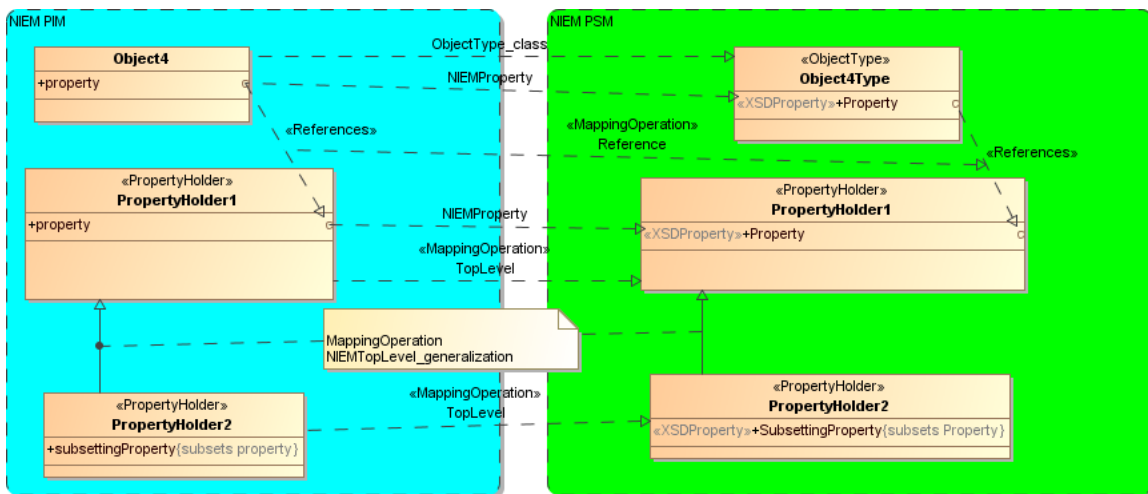 NIEM PIM
Object4
+property
«References»
«PropertyHolder»
PropertyHolder1
+property
«PropertyHolder»
PropertyHolder2
+subsettingProperty{subsets property}
ObjectType_class
NIEMProperty
«MappingOperation»
Reference
NIEMProperty
«MappingOperation»
TopLevel
MappingOperation
NIEMTopLevel_generalization
«MappingOperation»
TopLevel
NIEM PSM
«ObjectType»
Object4Type
«XSDProperty»+Property
«References»
«PropertyHolder»
PropertyHolder1
«XSDProperty»+Property
«PropertyHolder»
PropertyHolder2
«XSDProperty»+SubsettingProperty{subsets Property}